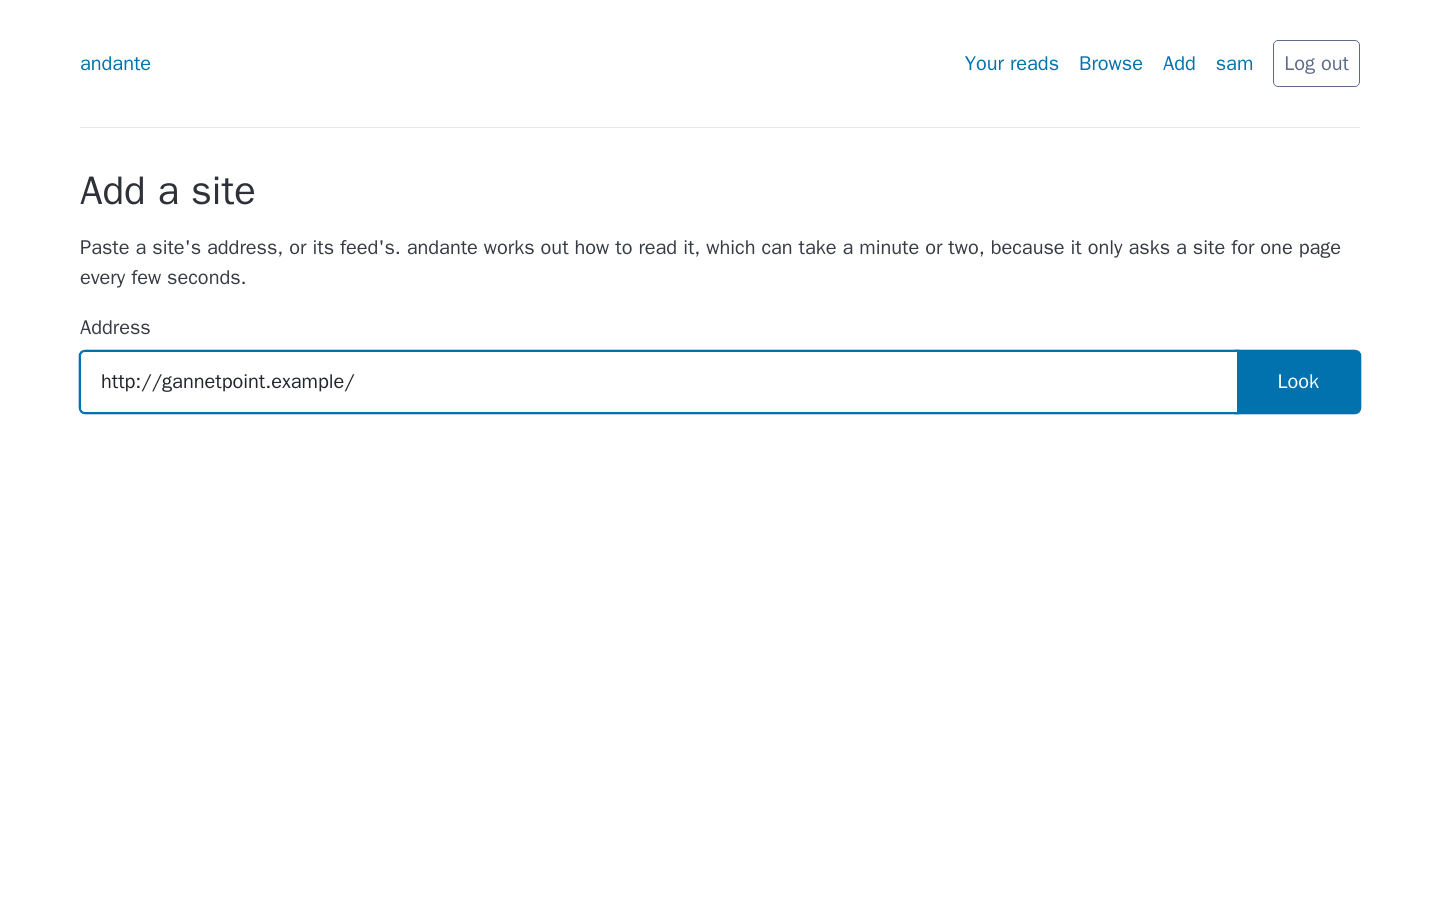 andante
Your reads Browse Add sam Log out
Add a site
Paste a site's address, or its feed's. andante works out how to read it, which can take a minute or two, because it only asks a site for one page
every few seconds.
Address
http://gannetpoint.example/ Look